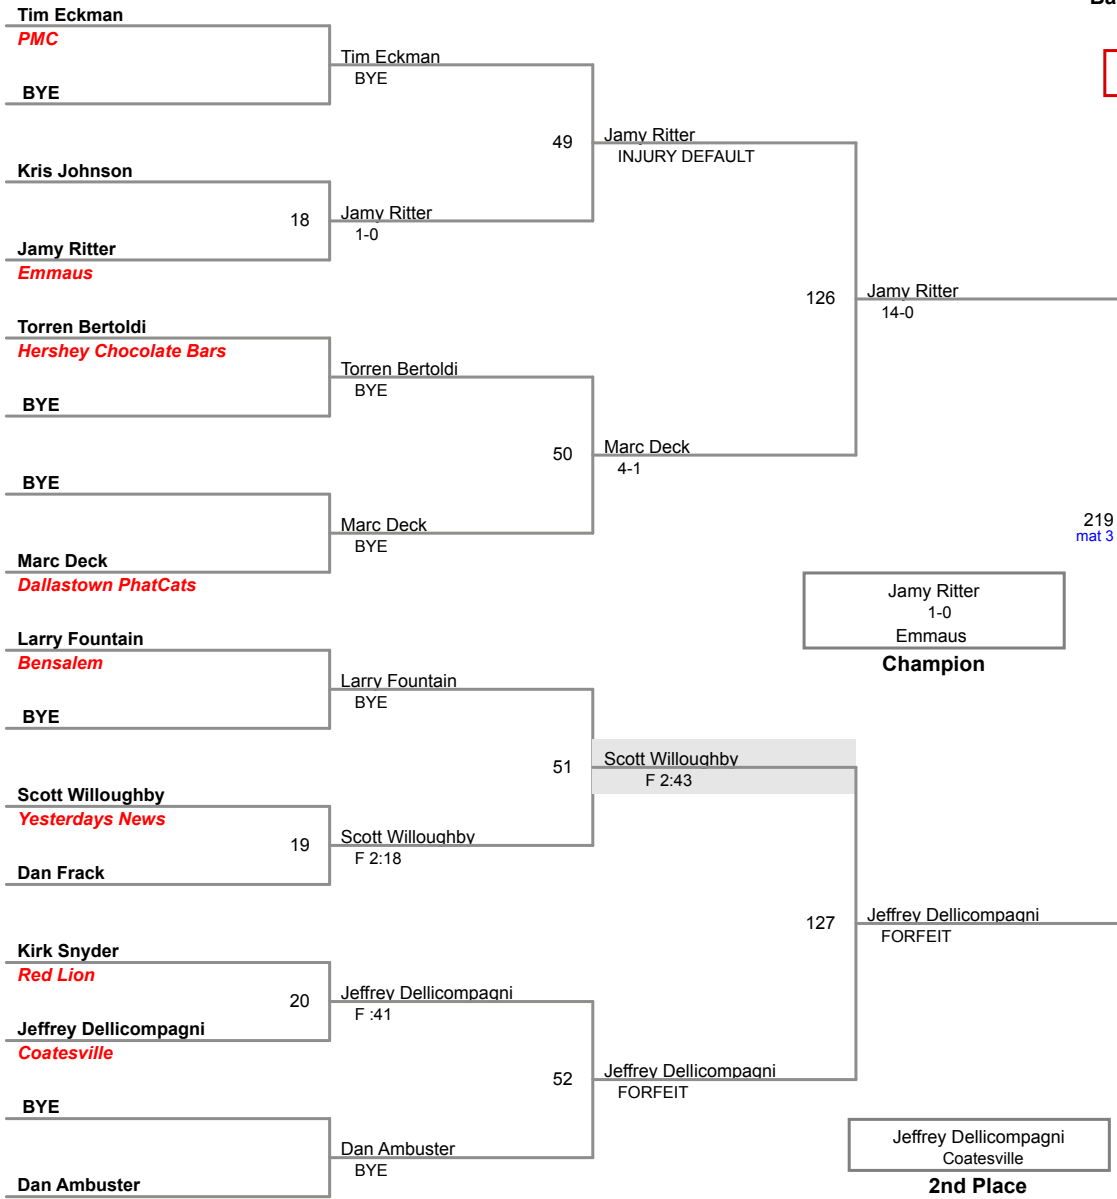 Tim Eckman
PMC
BYE
Kris Johnson
Jamy Ritter
Emmaus
Torren Bertoldi
Hershey Chocolate Bars
BYE
BYE
Marc Deck
Dallastown PhatCats
Larry Fountain
Bensalem
BYE
Scott Willoughby
Yesterdays News
Dan Frack
Kirk Snyder
Red Lion
Jeffrey Dellicompagni
Coatesville
BYE
Dan Ambuster
18
19
20
Tim Eckman
BYE
Jamy Ritter
1-0
Torren Bertoldi
BYE
Marc Deck
BYE
Larry Fountain
BYE
Scott Willoughby
F 2:18
Jeffrey Dellicompagni
F :41
Dan Ambuster
BYE
49
50
51
52
Jamy Ritter
INJURY DEFAULT
Marc Deck
4-1
Scott Willoughby
F 2:43
Jeffrey Dellicompagni
FORFEIT
126
127
Jamy Ritter
14-0
Jeffrey Dellicompagni
FORFEIT
219
mat 3
Jamy Ritter
1-0
Emmaus
Champion
Jeffrey Dellicompagni
Coatesville
2nd Place